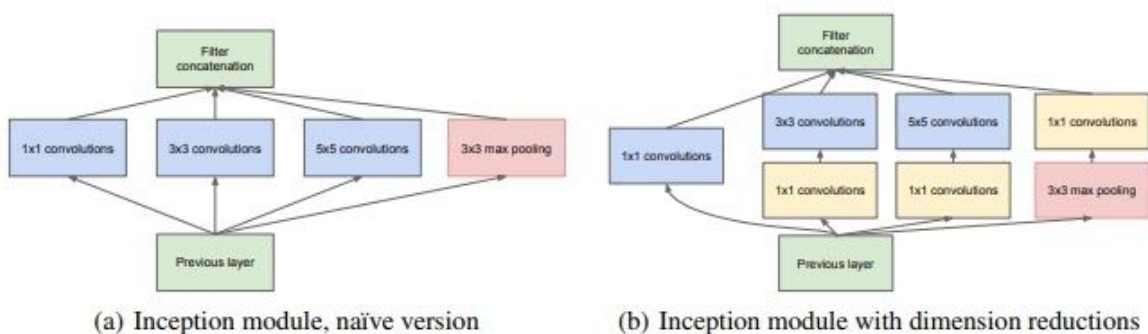 Filter
concatenation
1x1 convolutions
3x3 convolutions
5x5 convolutions
3x3 max pooling
Previous layer
(a) Inception module, naïve version
Filter
concatenation
3x3 convolutions
5x5 convolutions
1x1 convolutions
1x1 convolutions
1x1 convolutions
1x1 convolutions
3x3 max pooling
Previous layer
(b) Inception module with dimension reductions